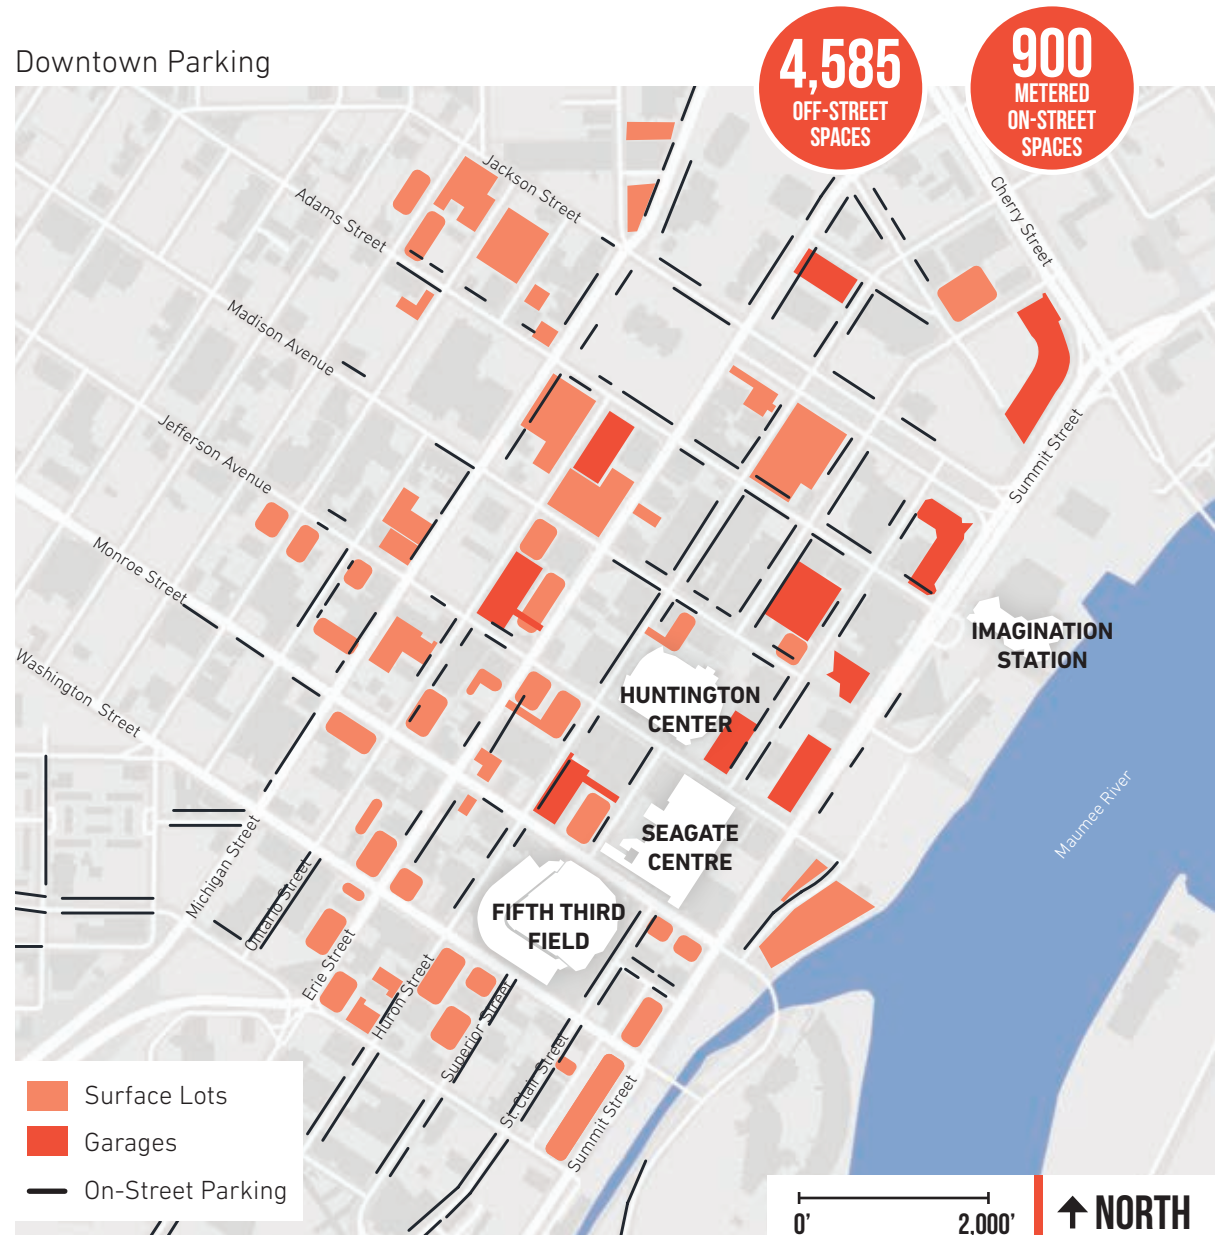 Downtown Parking
4,585
OFF-STREET
SPACES
900
METERED
ON-STREET
SPACES
Jackson Street
Adams Street
Cherry Street
Madison Avenue
Jefferson Avenue
Summit Street
Monroe Street
Washington Street
IMAGINATION
STATION
HUNTINGTON
CENTER
SEAGATE
CENTRE
Maumee River
FIFTH THIRD
FIELD
Michigan Street
Ontario Street
Erie Street
Huron Street
Superior Street
St. Clair Street
Summit Street
Surface Lots
Garages
On-Street Parking
0'
2,000'
NORTH